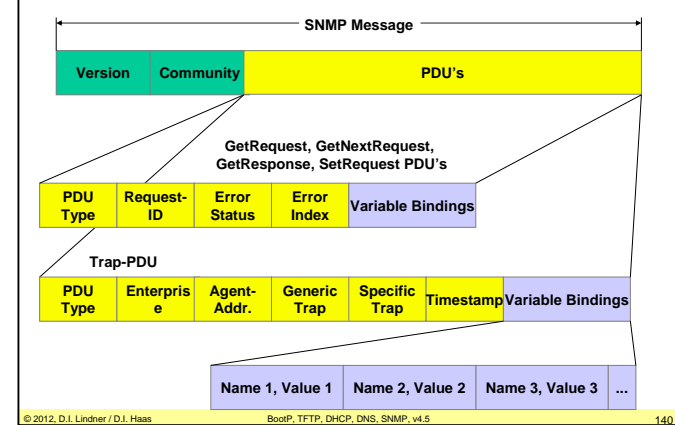 SNMP Message
Version Community PDU's
GetRequest, GetNextRequest,
GetResponse, SetRequest PDU's
PDU Type Request-ID Error Status Error Index Variable Bindings
Trap-PDU
PDU Type Enterpris e Agent-Addr. Generic Trap Specific Trap Timestamp Variable Bindings
Name 1, Value 1 Name 2, Value 2 Name 3, Value 3 ...
© 2012, D.I. Lindner / D.I. Haas BootP, TFTP, DHCP, DNS, SNMP, v4.5 140